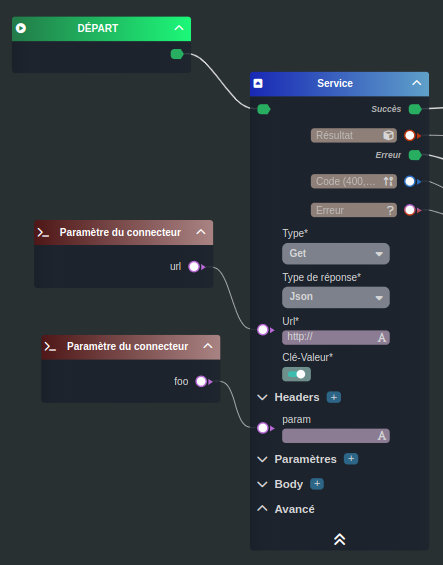 DÉPART
Service
Succès
Résultat
Erreur
Code (400,...
Erreur
Paramètre du connecteur
url
Paramètre du connecteur
foo
Type*
Get
Type de réponse*
Json
Url*
http://
Clé-Valeur*
Headers
param
Paramètres
Body
Avancé